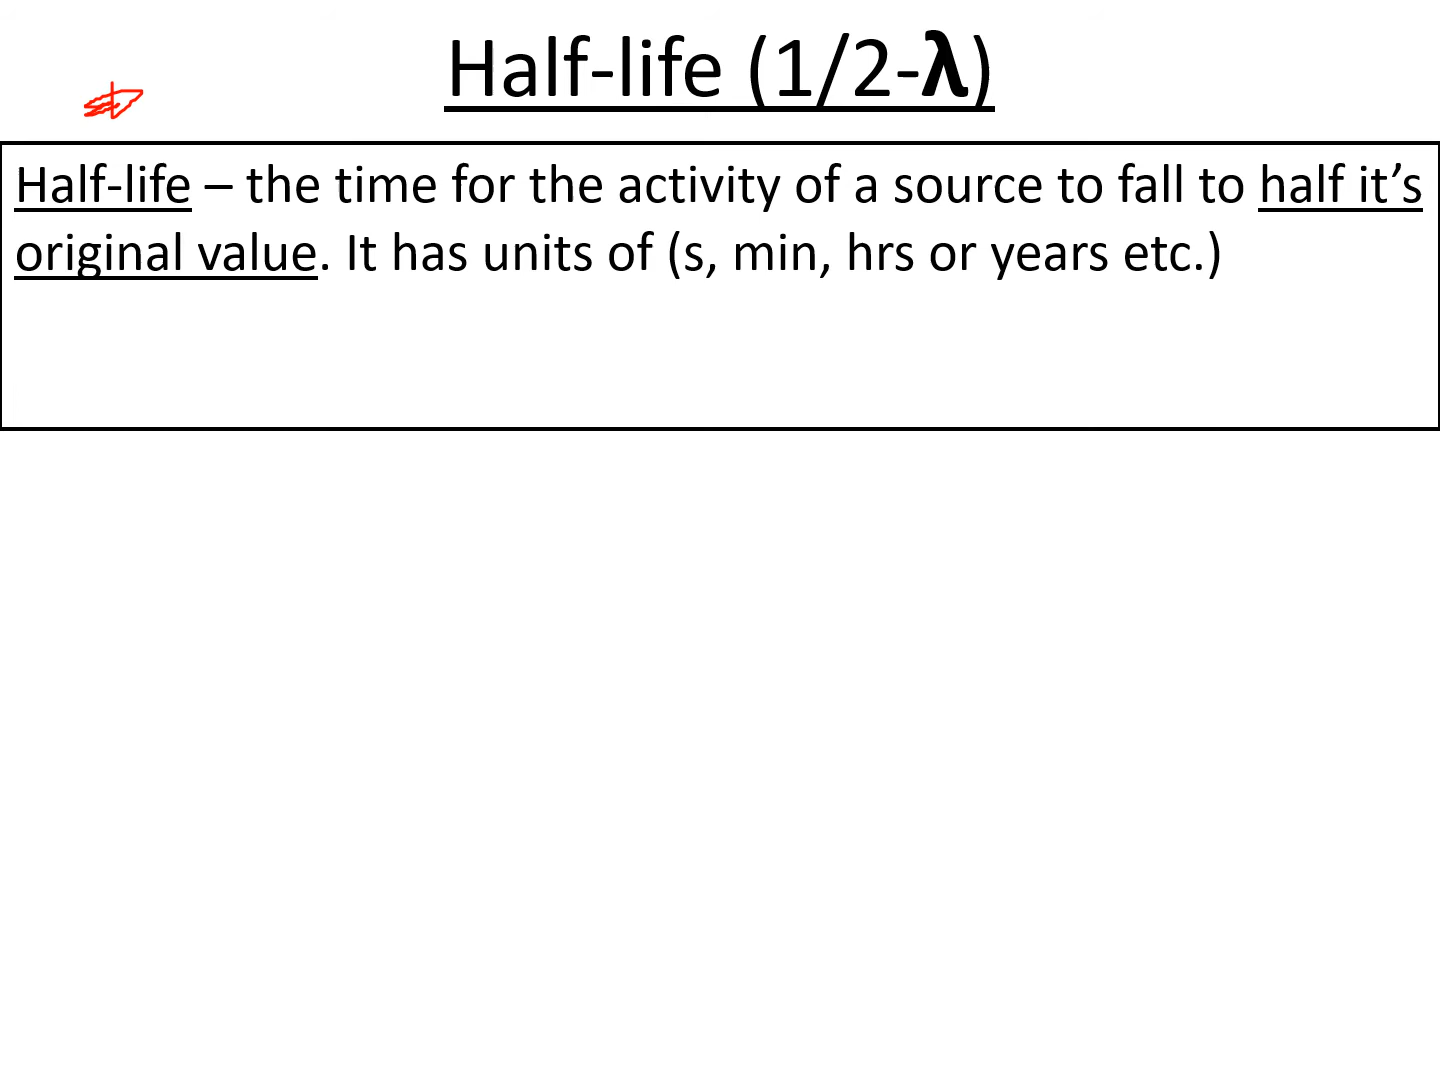 Half-life (1/2-λ)
Half-life – the time for the activity of a source to fall to half it’s
original value. It has units of (s, min, hrs or years etc.)